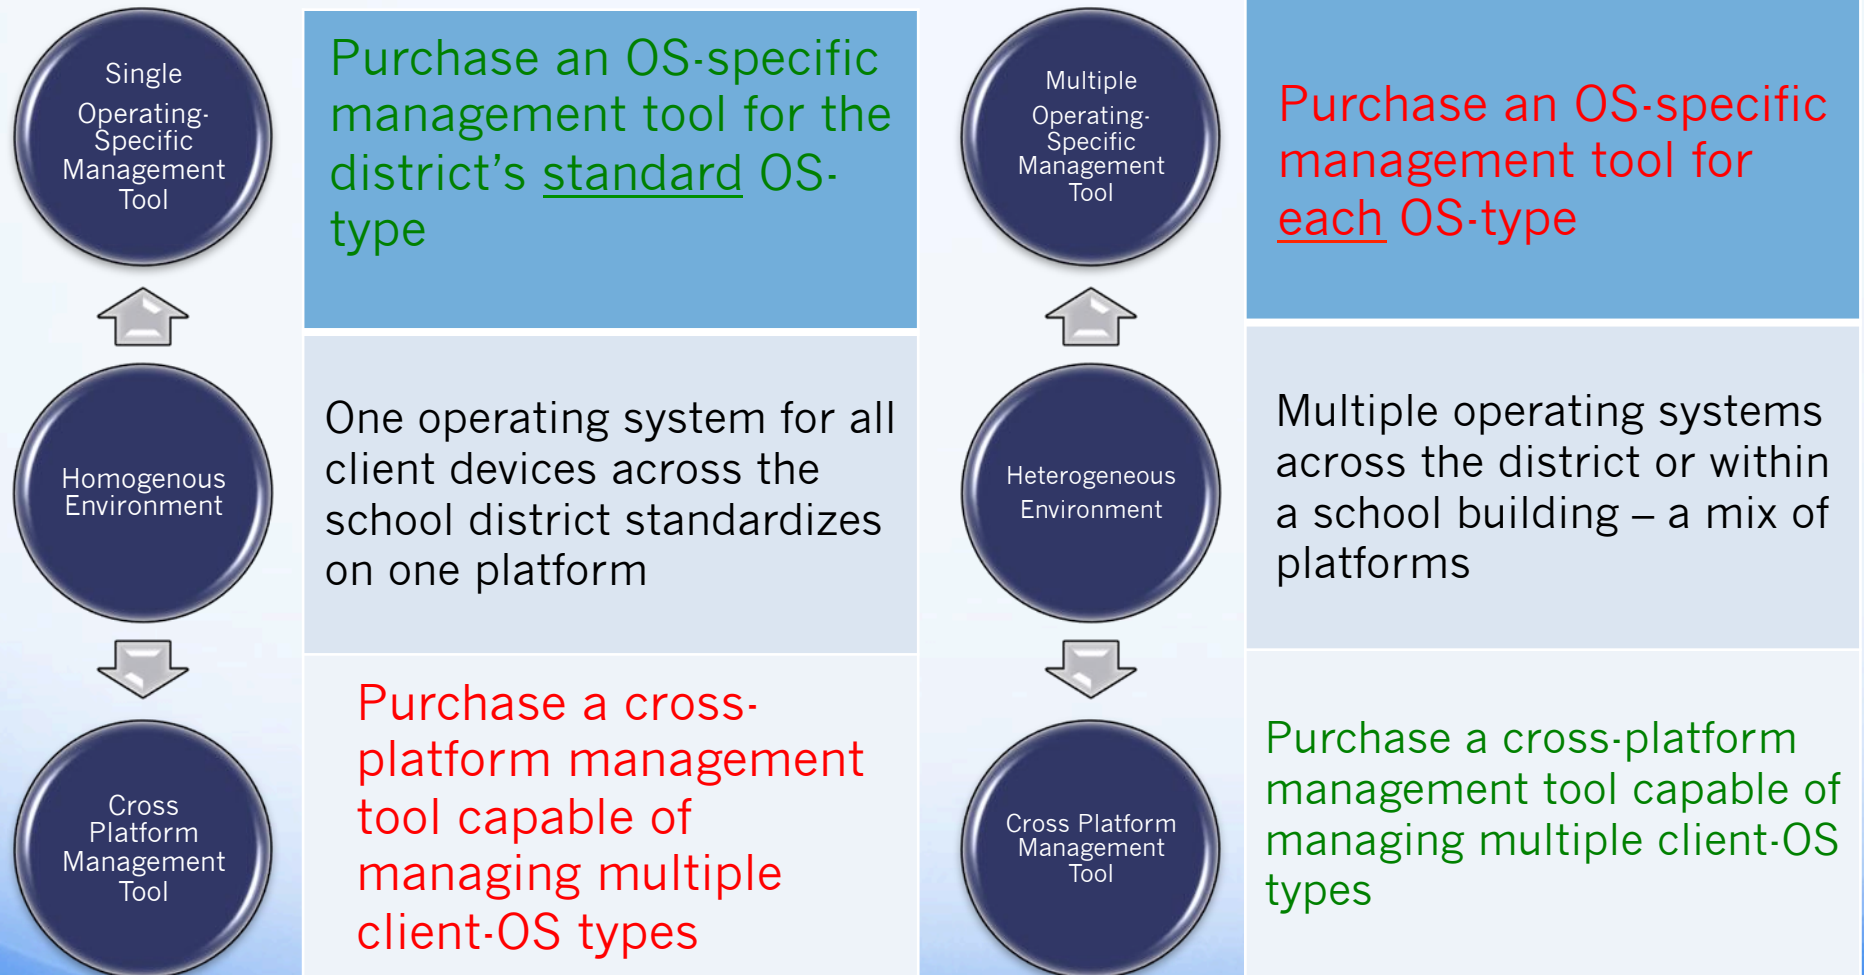 Single
Operating-
Specific
Management
Tool
Purchase an OS-specific
management tool for the
district’s standard OS-
type
Homogenous
Environment
One operating system for all
client devices across the
school district standardizes
on one platform
Cross
Platform
Management
Tool
Purchase a cross-
platform management
tool capable of
managing multiple
client-OS types
Multiple
Operating-
Specific
Management
Tool
Purchase an OS-specific
management tool for
each OS-type
Heterogeneous
Environment
Multiple operating systems
across the district or within
a school building – a mix of
platforms
Cross Platform
Management
Tool
Purchase a cross-platform
management tool capable of
managing multiple client-OS
types